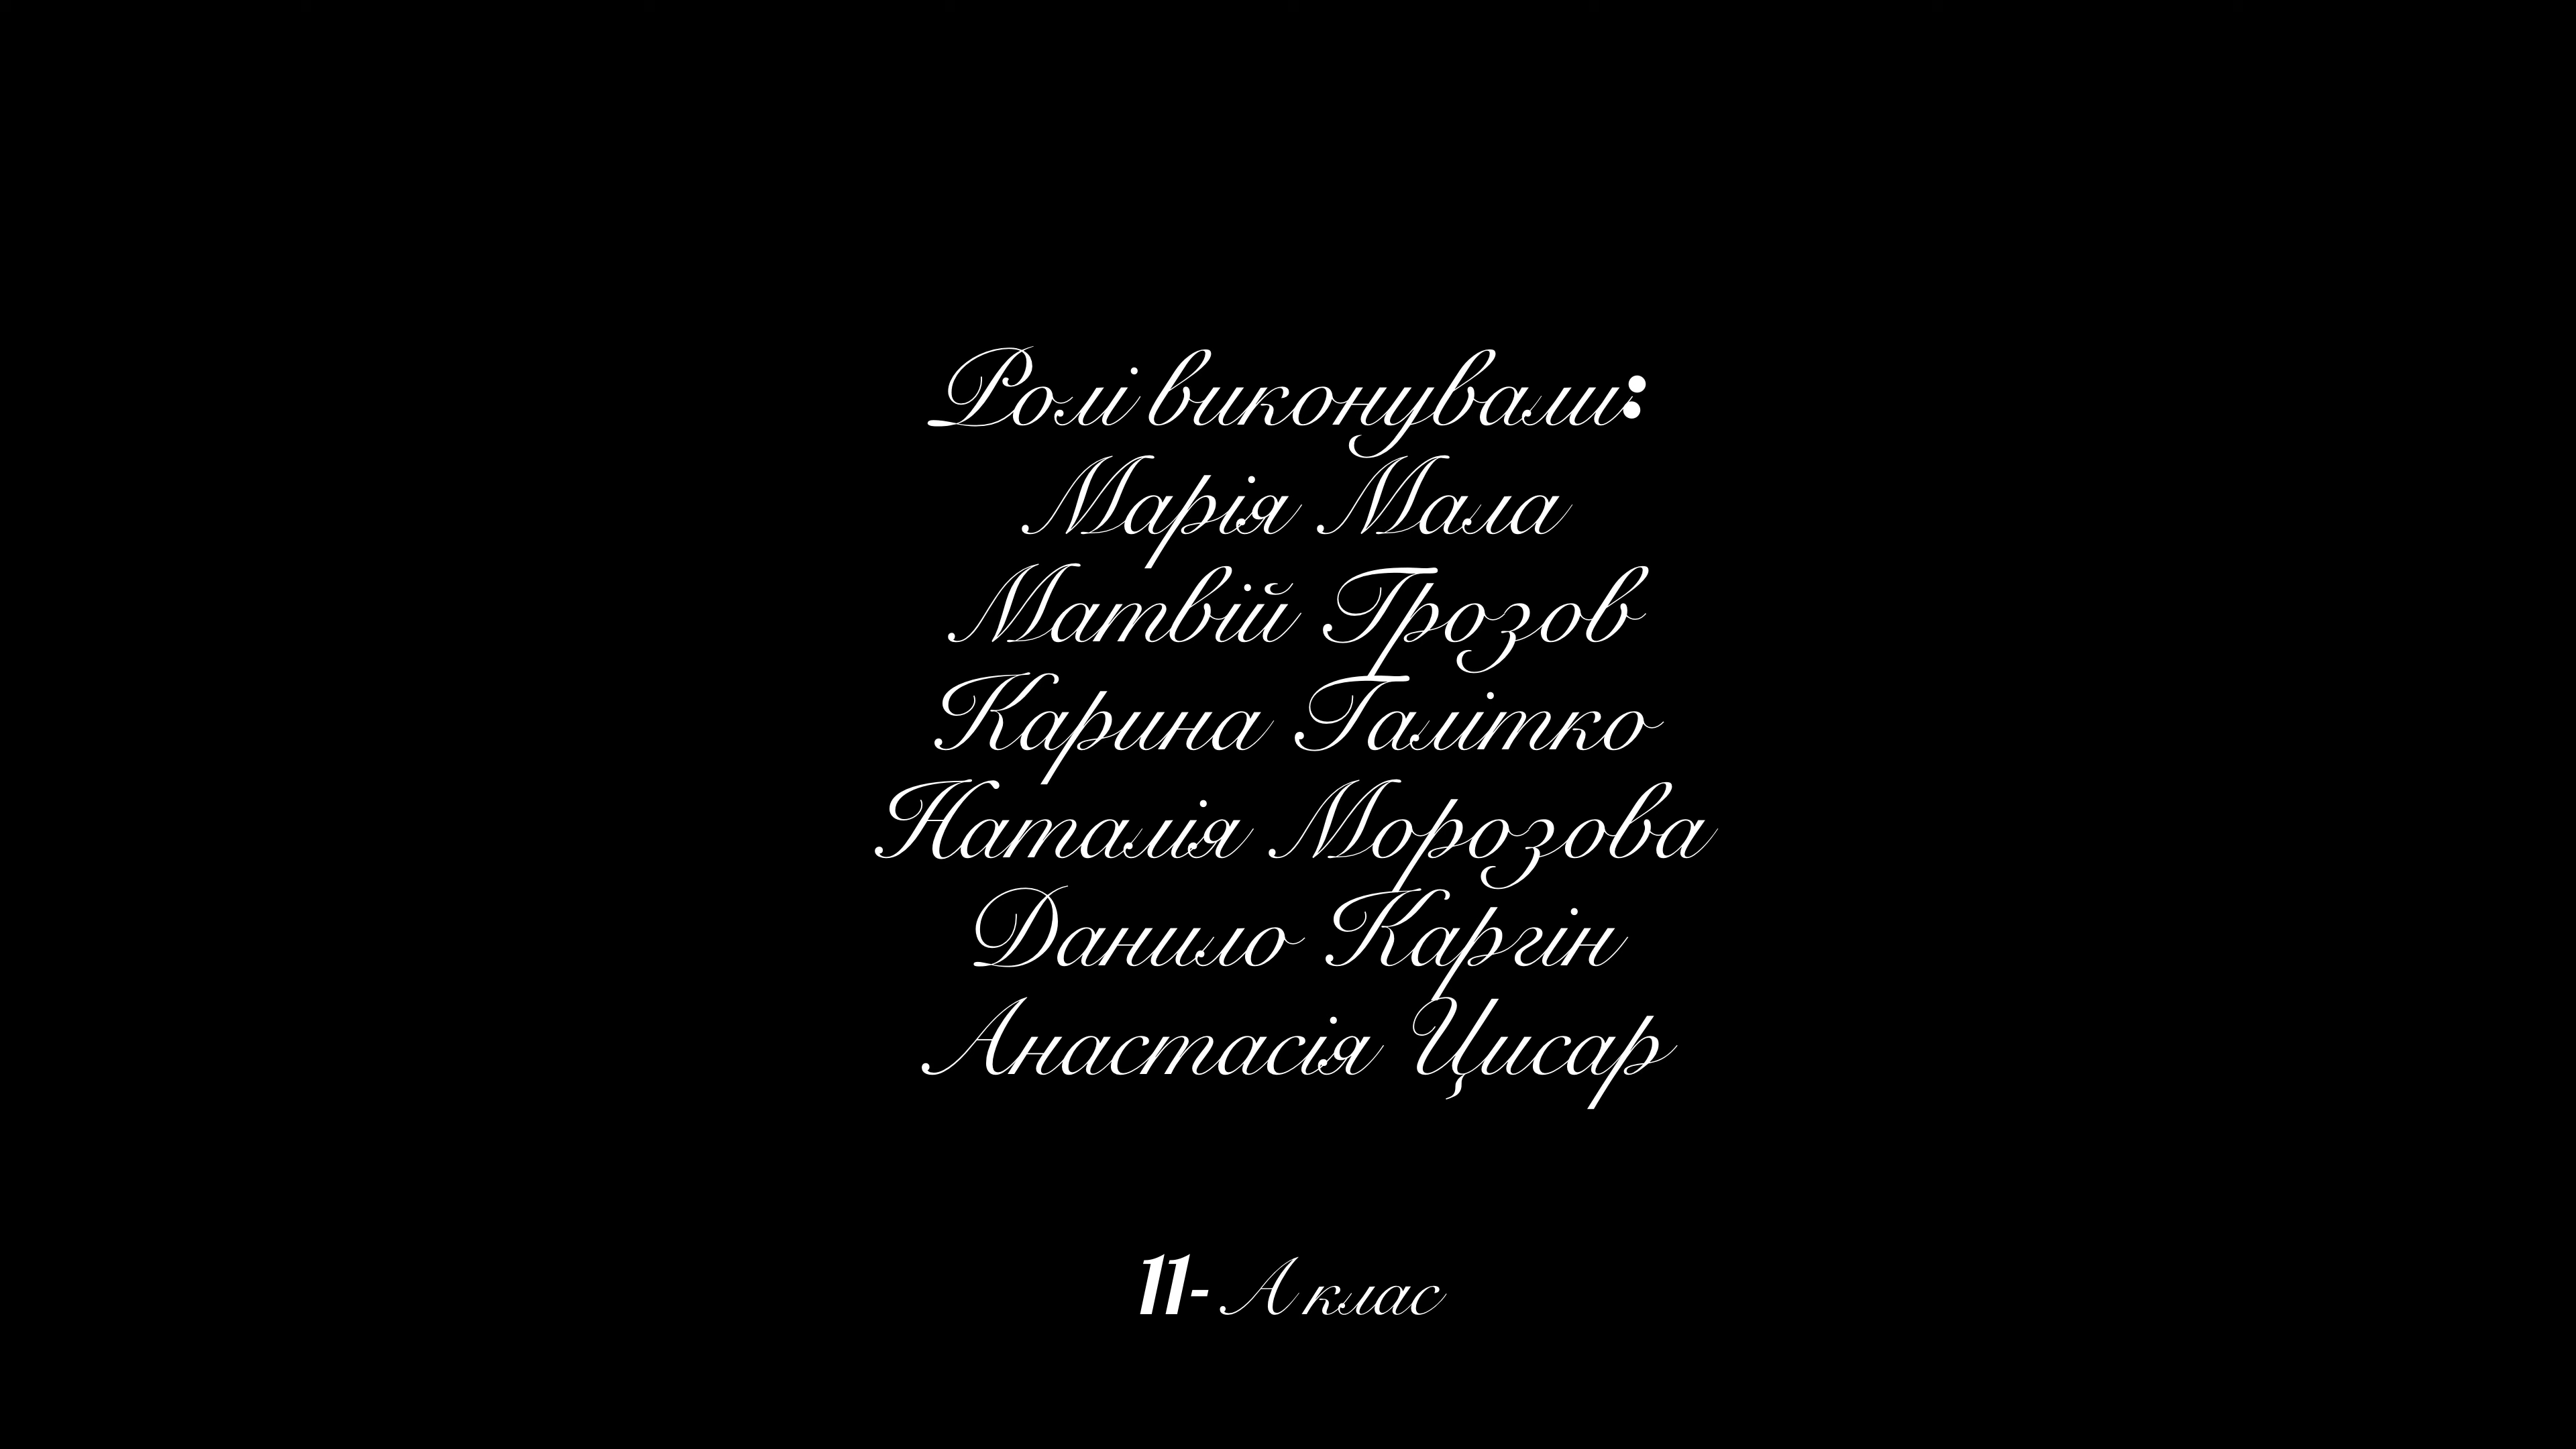 Ролі виконували:
Марія Мала
Матвій Грозов
Карина Галітко
Наталія Морозова
Данило Каргін
Анастасія Цисар
11- А клас